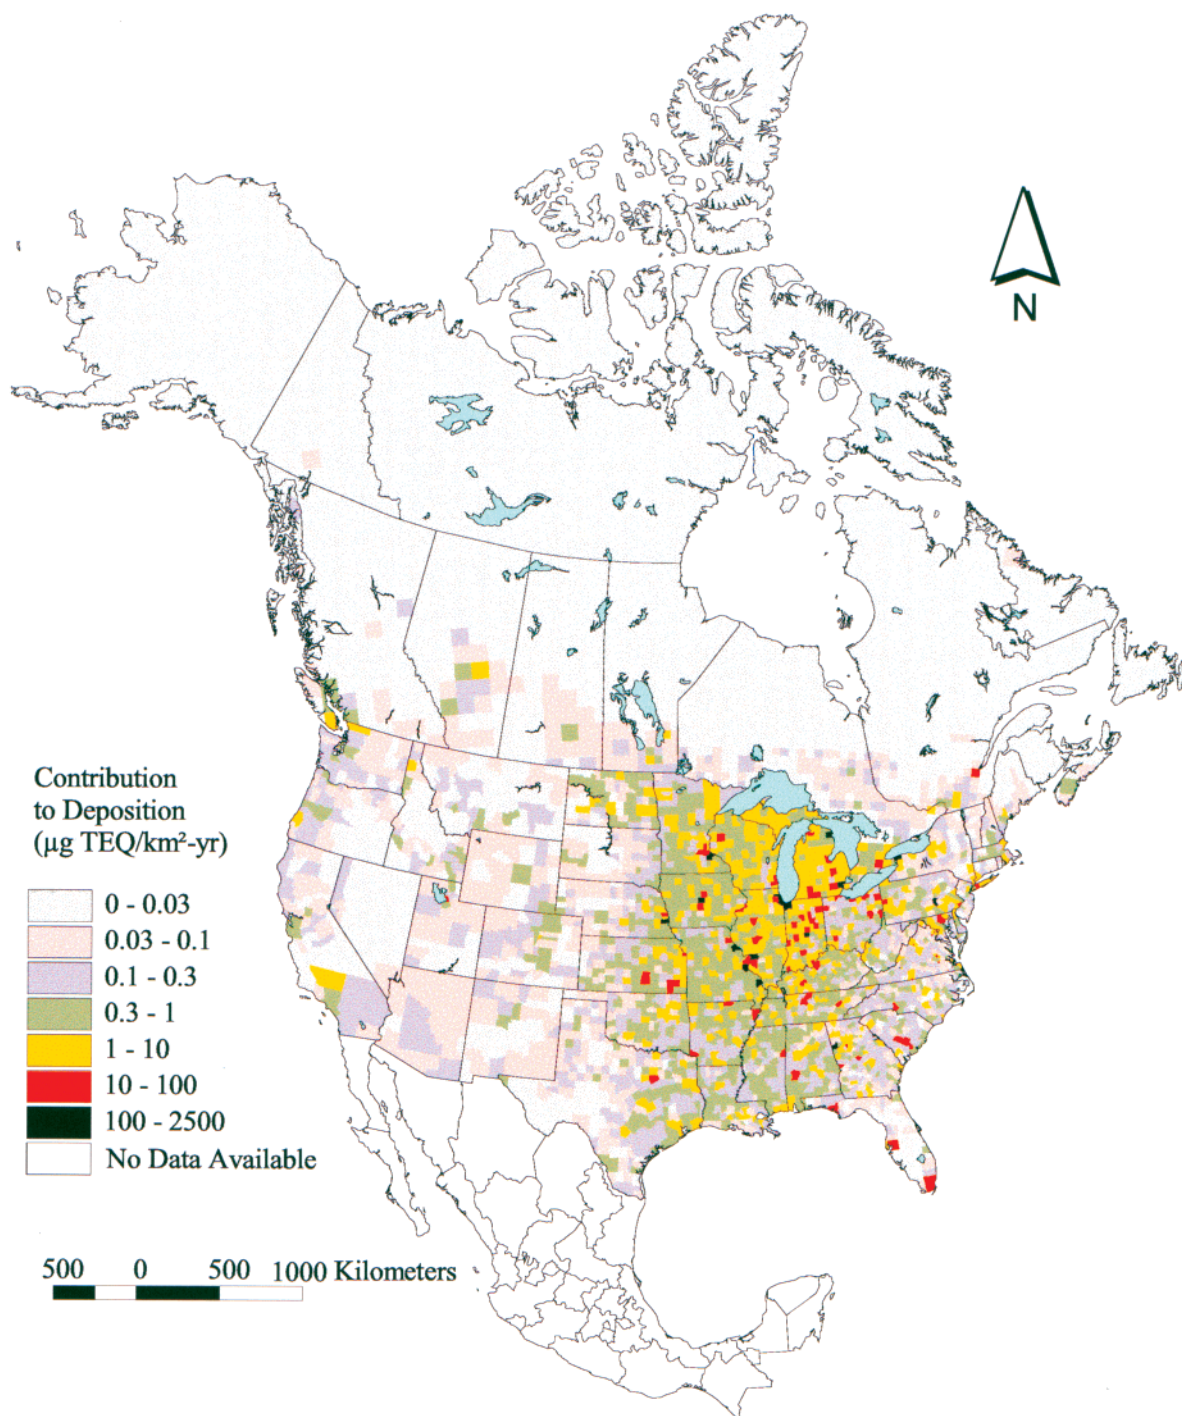 N
Contribution
to Deposition
(µg TEQ/km²-yr)
0 - 0.03
0.03 - 0.1
0.1 - 0.3
0.3 - 1
1 - 10
10 - 100
100 - 2500
No Data Available
500 0 500 1000 Kilometers